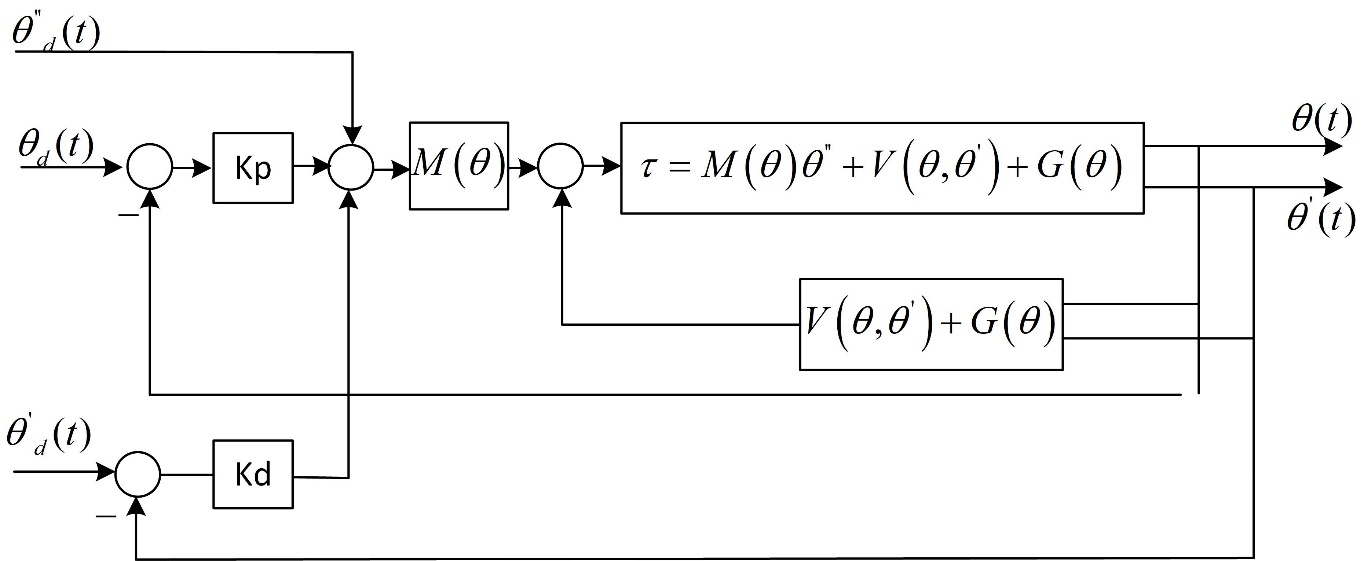 θ"d(t)
θd(t)
Kp
M(θ)
τ = M(θ)θ" + V(θ,θ') + G(θ)
θ(t)
θ'(t)
−
V(θ,θ') + G(θ)
θ'd(t)
Kd
−